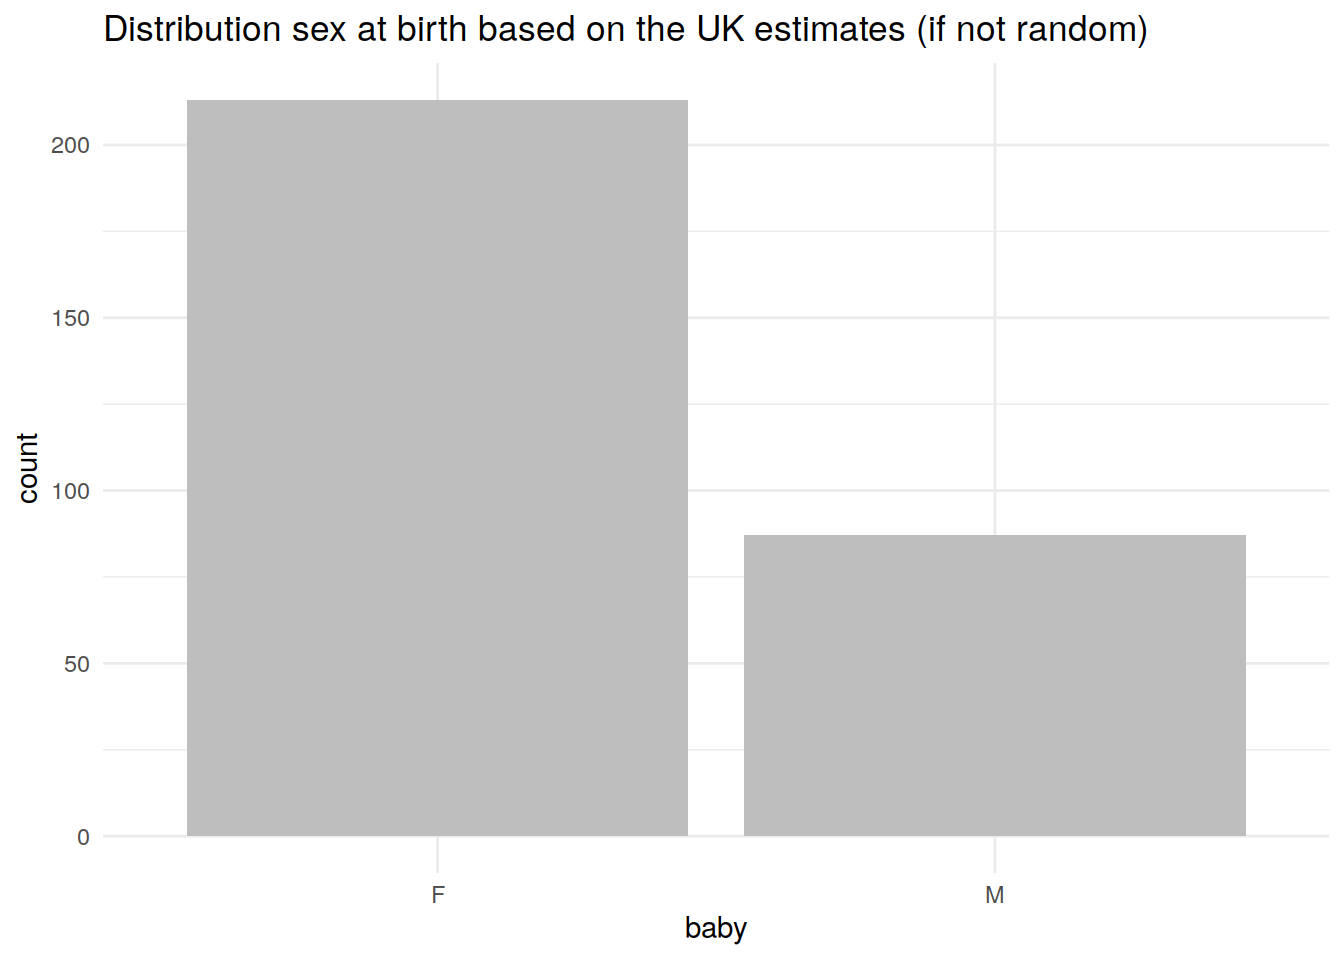 Distribution sex at birth based on the UK estimates (if not random)
200
150
100
50
0
count
F
M
baby